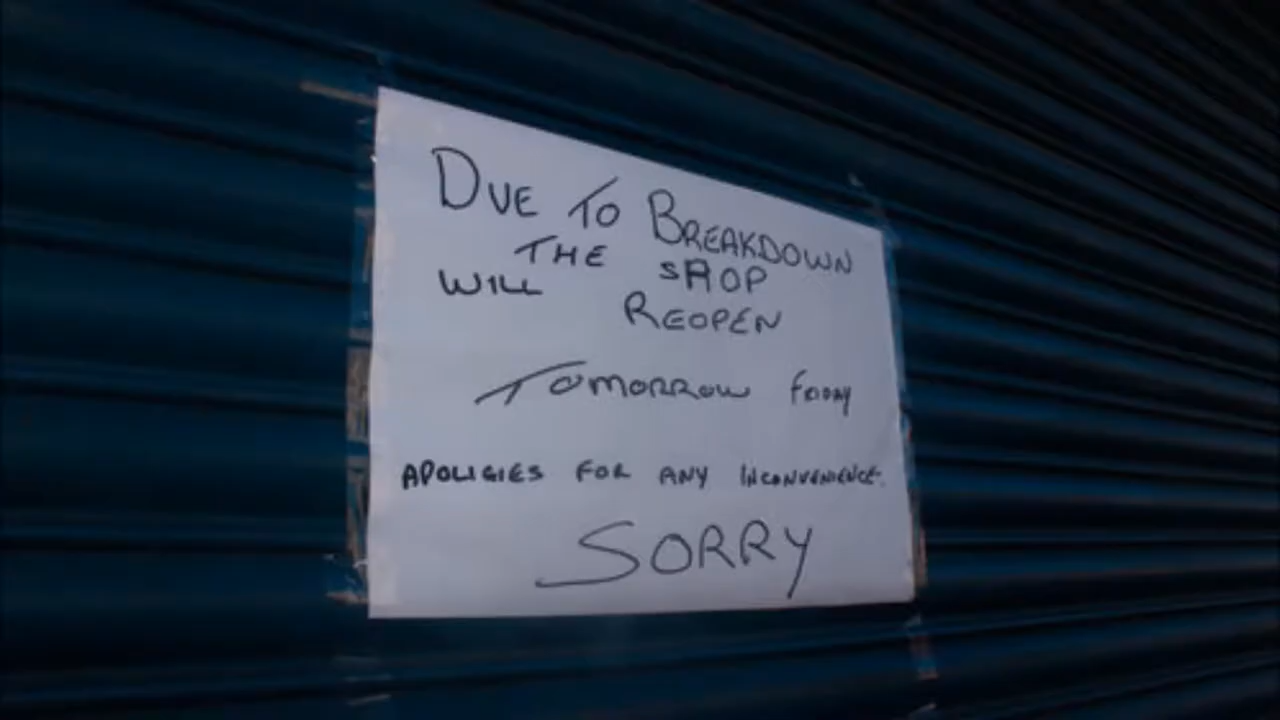 DUE TO BREAKDOWN
THE SHOP
WILL REOPEN
TOMORROW FRIDAY
APOLIGIES FOR ANY INCONVENIENCE.
SORRY